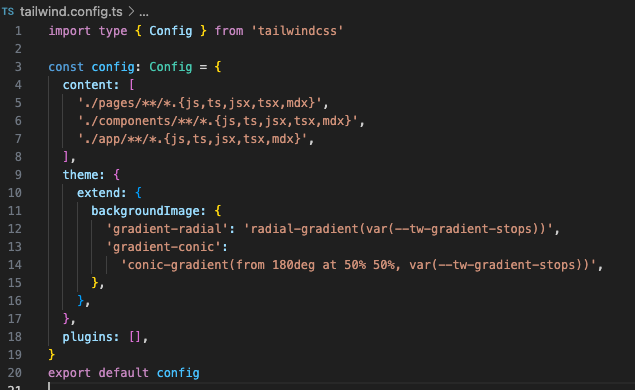 TS tailwind.config.ts > ...
1 import type { Config } from 'tailwindcss'
2
3 const config: Config = {
4   content: [
5     './pages/**/*.{js,ts,jsx,tsx,mdx}',
6     './components/**/*.{js,ts,jsx,tsx,mdx}',
7     './app/**/*.{js,ts,jsx,tsx,mdx}',
8   ],
9   theme: {
10     extend: {
11       backgroundImage: {
12         'gradient-radial': 'radial-gradient(var(--tw-gradient-stops))',
13         'gradient-conic':
14           'conic-gradient(from 180deg at 50% 50%, var(--tw-gradient-stops))',
15       },
16     },
17   },
18   plugins: [],
19 }
20 export default config
21